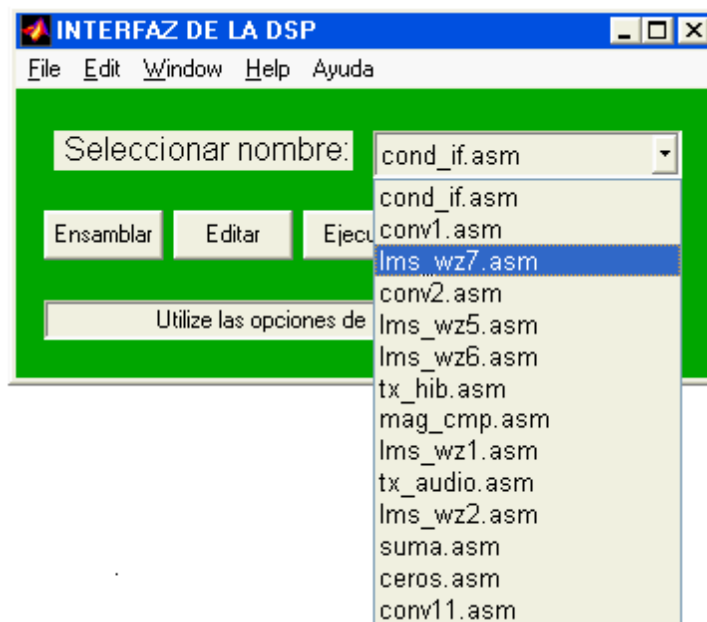 INTERFAZ DE LA DSP
File Edit Window Help Ayuda
Seleccionar nombre: cond_if.asm
cond_if.asm
conv1.asm
Ensamblar Editar Ejecu
lms_wz7.asm
conv2.asm
Utilize las opciones de
lms_wz5.asm
lms_wz6.asm
tx_hib.asm
mag_cmp.asm
lms_wz1.asm
tx_audio.asm
lms_wz2.asm
suma.asm
ceros.asm
conv11.asm